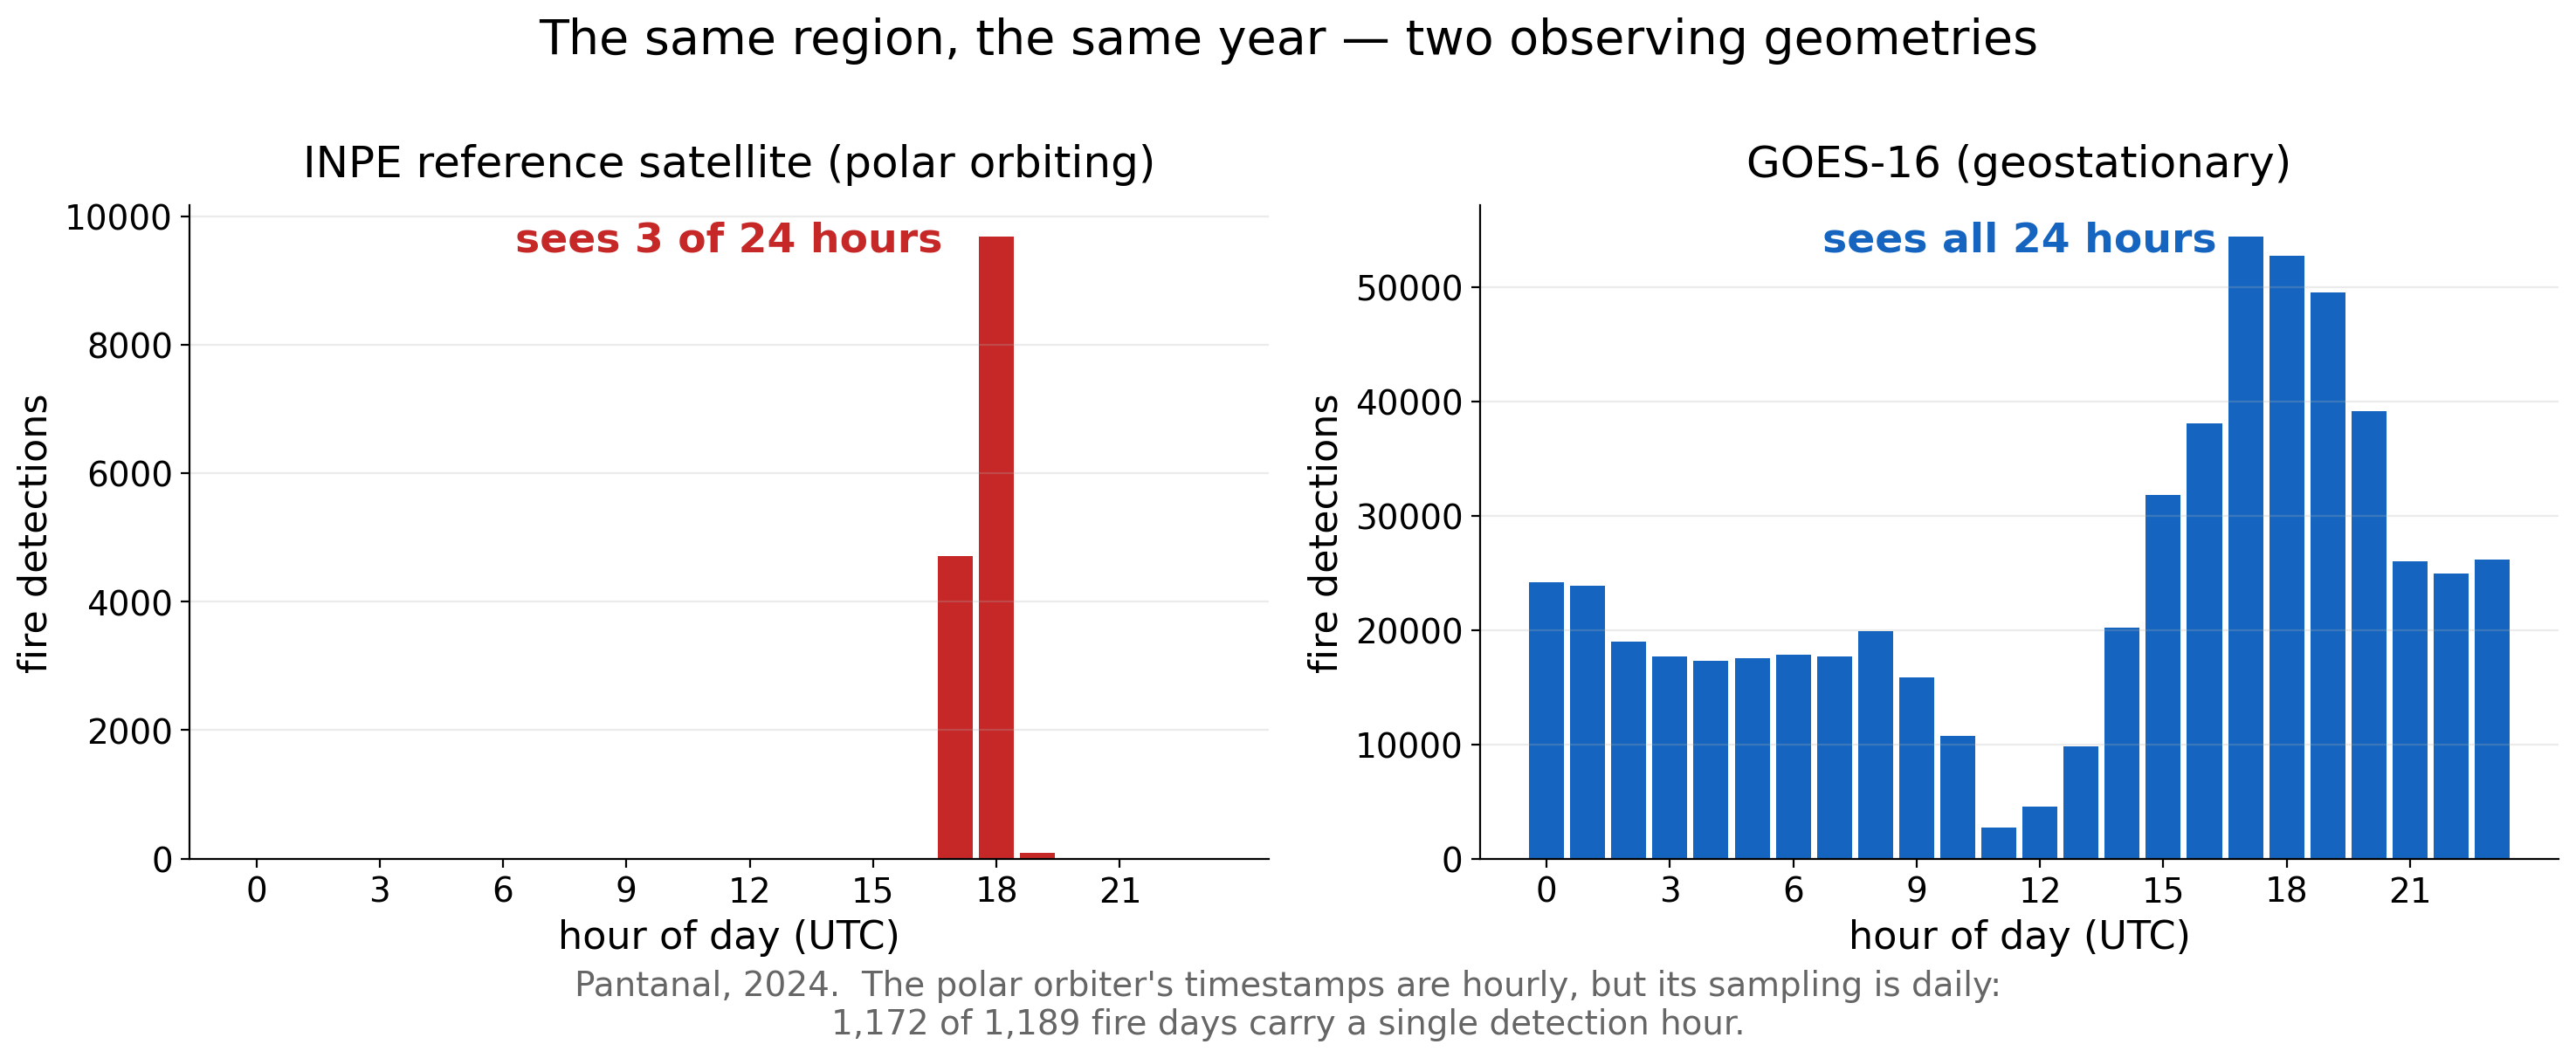 The same region, the same year — two observing geometries
INPE reference satellite (polar orbiting)
sees 3 of 24 hours
fire detections
10000
8000
6000
4000
2000
0
0 3 6 9 12 15 18 21
hour of day (UTC)
GOES-16 (geostationary)
sees all 24 hours
fire detections
50000
40000
30000
20000
10000
0
0 3 6 9 12 15 18 21
hour of day (UTC)
Pantanal, 2024.  The polar orbiter's timestamps are hourly, but its sampling is daily:
1,172 of 1,189 fire days carry a single detection hour.